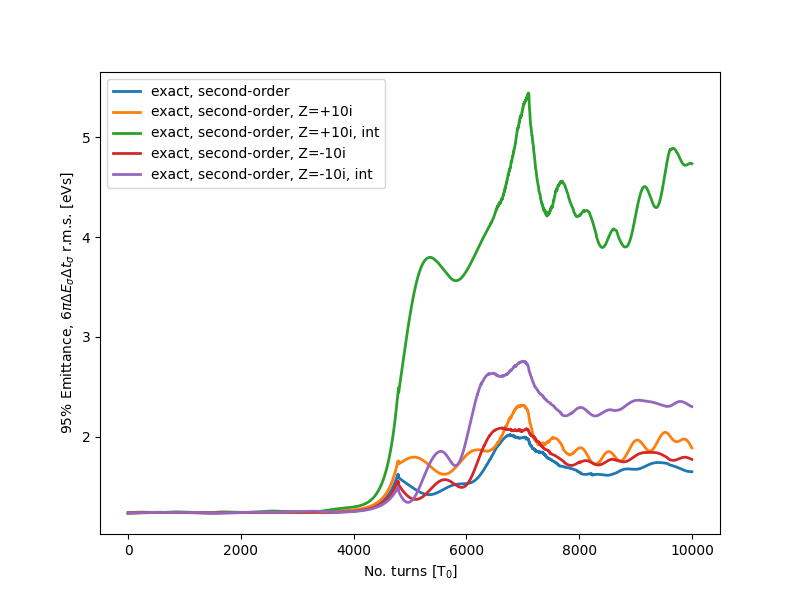 exact, second-order
exact, second-order, Z=+10i
exact, second-order, Z=+10i, int
exact, second-order, Z=-10i
exact, second-order, Z=-10i, int
95% Emittance, 6πΔE_σΔt_σ r.m.s. [eVs]
5
4
3
2
0 2000 4000 6000 8000 10000
No. turns [T₀]